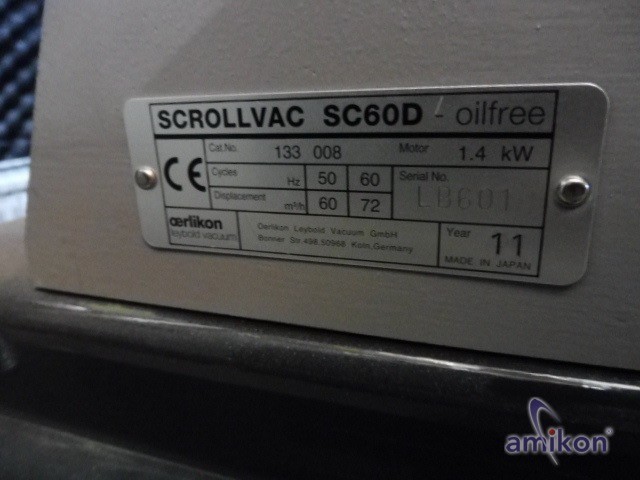 SCROLLVAC SC60D - oilfree
CE
Cat.No. 133 008 Motor 1.4 kW
Cycles Hz 50 60 Serial No.
Displacement m³/h 60 72 LB601
œrlikon
leybold vacuum
Oerlikon Leybold Vacuum GmbH
Bonner Str.498.50968 Koln.Germany
Year 11
MADE IN JAPAN
amikon®